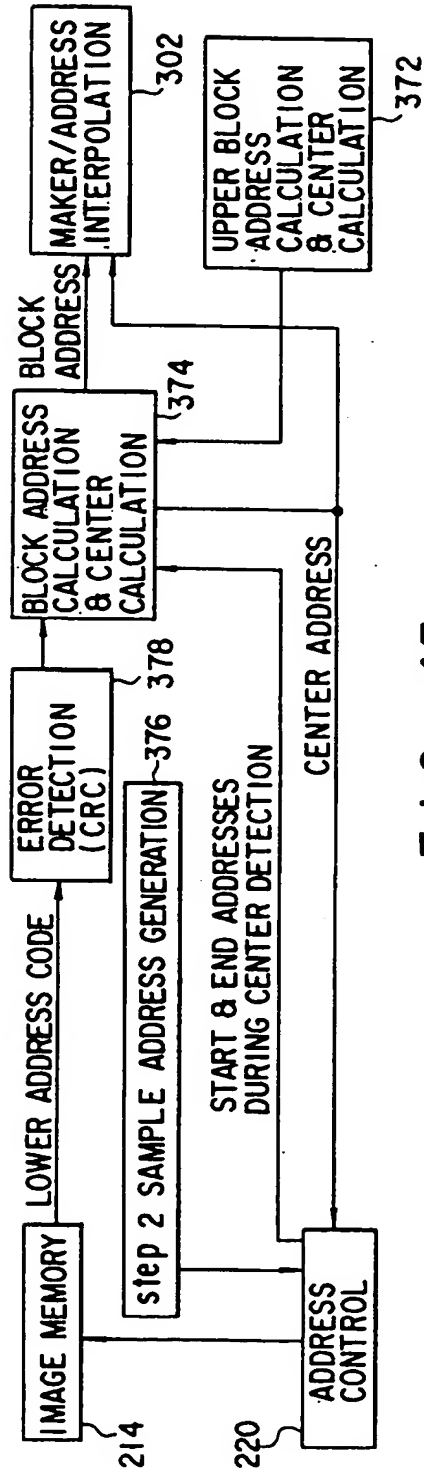 IMAGE MEMORY
214
LOWER ADDRESS CODE
ERROR
DETECTION
(CRC)
378
BLOCK ADDRESS
CALCULATION
& CENTER
CALCULATION
374
BLOCK
ADDRESS
MAKER/ADDRESS
INTERPOLATION
302
step 2 SAMPLE ADDRESS GENERATION
376
UPPER BLOCK
ADDRESS
CALCULATION
& CENTER
CALCULATION
372
START & END ADDRESSES
DURING CENTER DETECTION
CENTER ADDRESS
ADDRESS
CONTROL
220